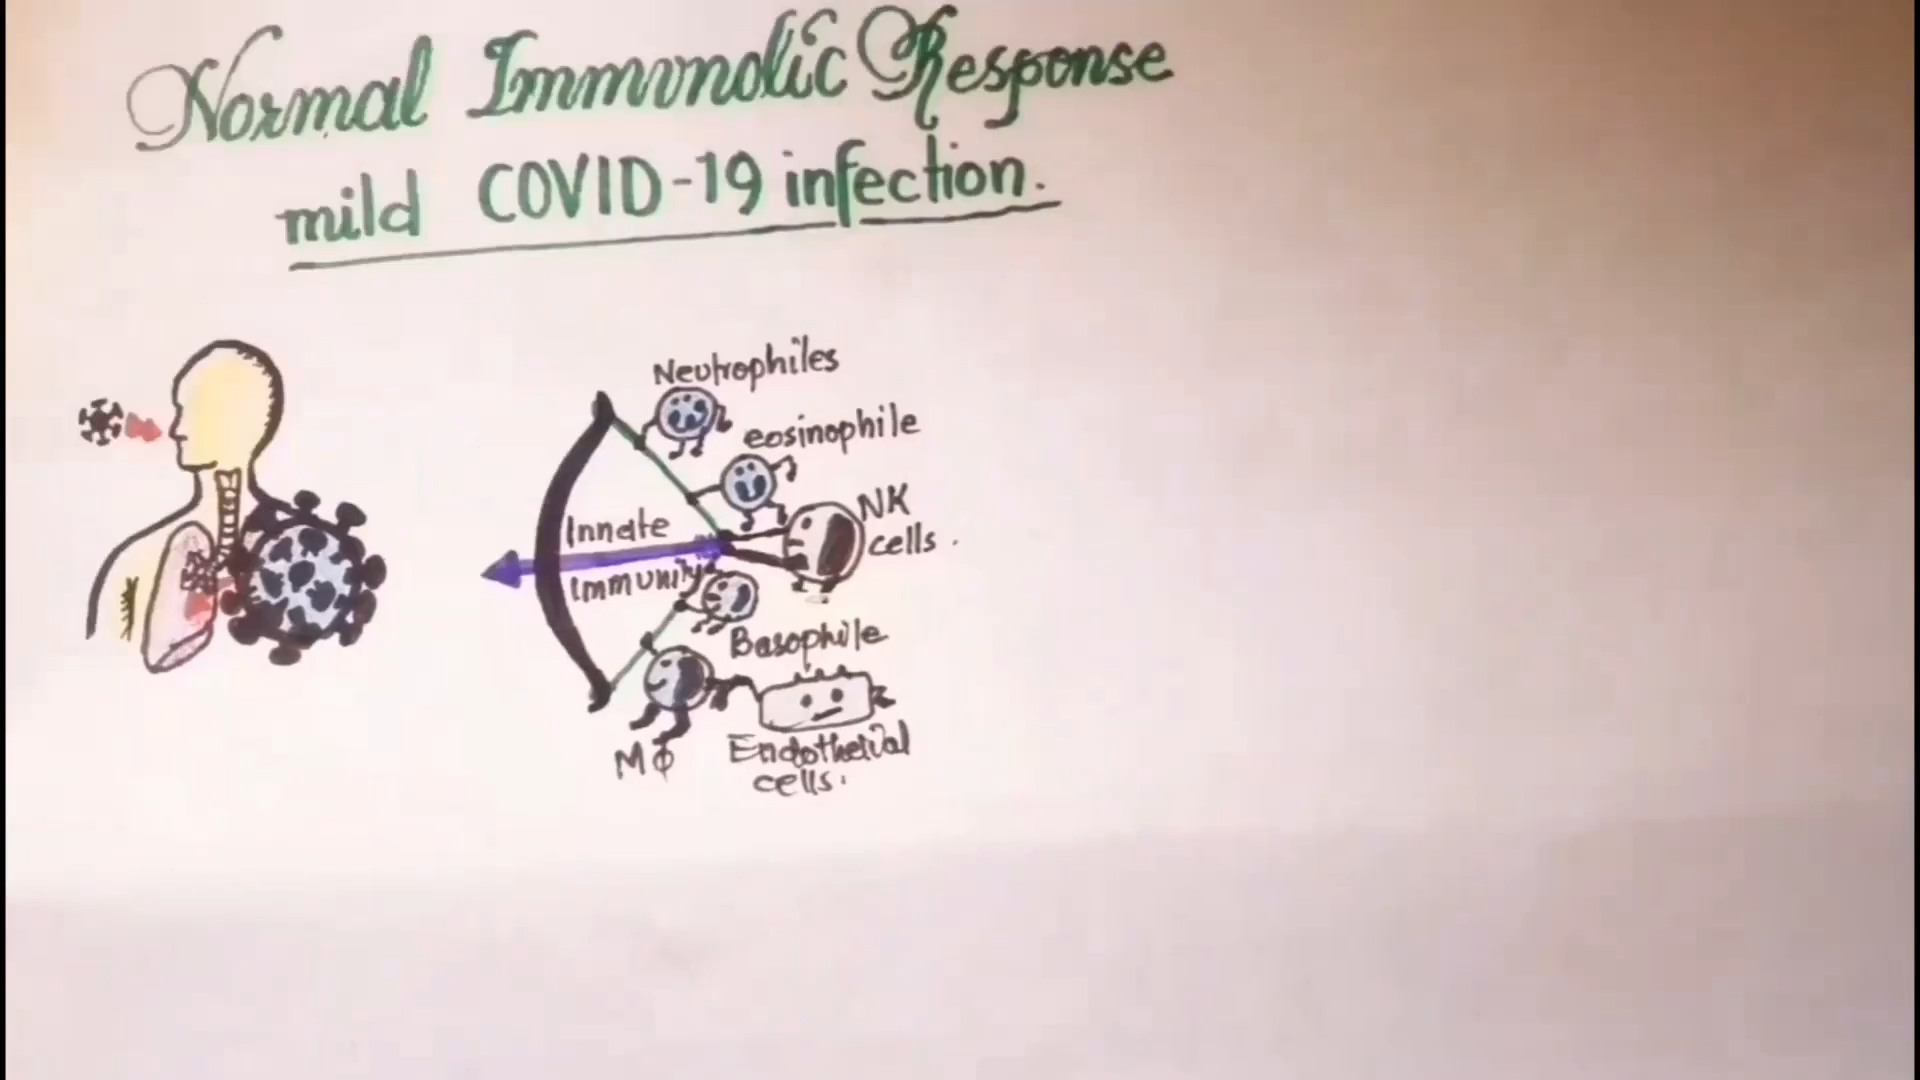 Normal Immunolic Response
mild COVID-19 infection.
Neutrophiles
eosinophile
NK
cells.
Innate
Immunity
Basophile
MΦ
Endothelial
cells.